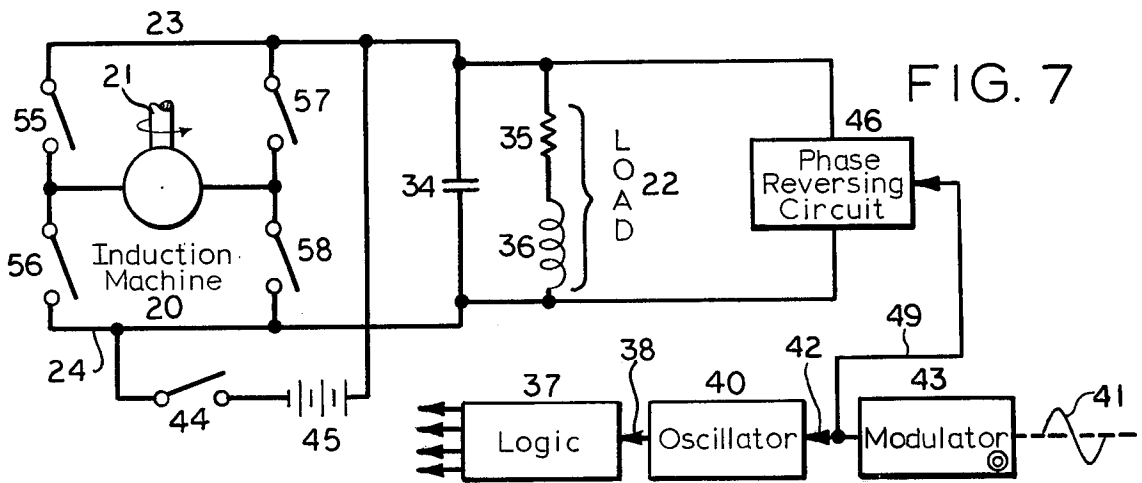 FIG. 7
23
21
55
57
46
Phase
Reversing
Circuit
34
35
LOAD
22
36
56
58
Induction
Machine
20
24
44
45
49
37
38
40
42
43
41
Logic
Oscillator
Modulator